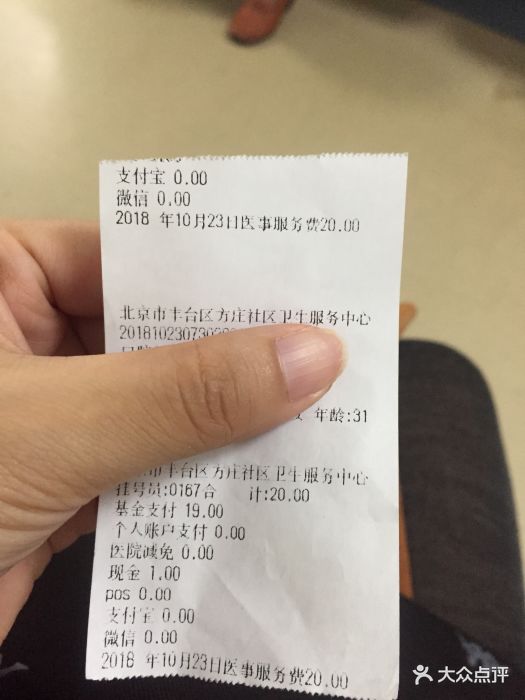 支付宝 0.00
微信 0.00
2018 年10月23日医事服务费20.00
北京市丰台区方庄社区卫生服务中心
201810230730
年龄:31
市丰台区方庄社区卫生服务中心
挂号员:0167合 计:20.00
基金支付 19.00
个人账户支付 0.00
医院减免 0.00
现金 1.00
pos 0.00
支付宝 0.00
微信 0.00
2018 年10月23日医事服务费20.00
大众点评